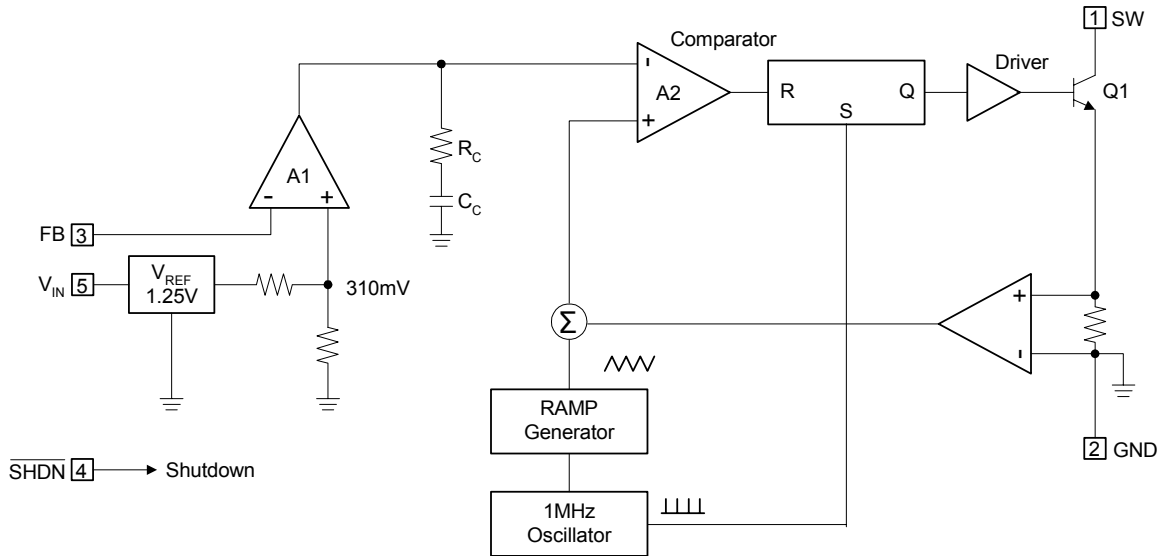 1 SW
Comparator
Driver
- A2 +
R S Q
Q1
R_C
C_C
A1
- +
FB 3
V_IN 5
V_REF
1.25V
310mV
Σ
+
-
RAMP
Generator
2 GND
SHDN 4 Shutdown
1MHz
Oscillator